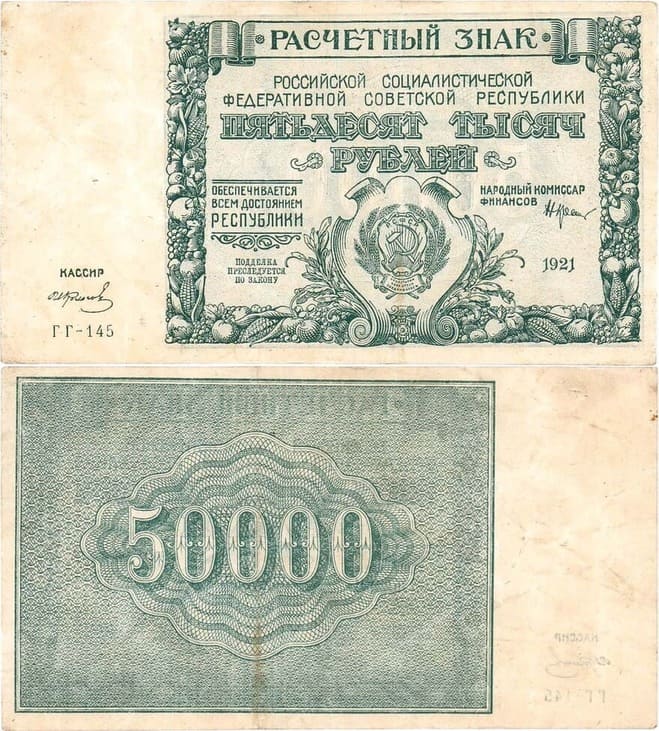 РАСЧЕТНЫЙ ЗНАК
РОССИЙСКОЙ СОЦИАЛИСТИЧЕСКОЙ
ФЕДЕРАТИВНОЙ СОВЕТСКОЙ РЕСПУБЛИКИ
ПЯТЬДЕСЯТ ТЫСЯЧ
РУБЛЕЙ
ОБЕСПЕЧИВАЕТСЯ
ВСЕМ ДОСТОЯНИЕМ
РЕСПУБЛИКИ
НАРОДНЫЙ КОМИССАР
ФИНАНСОВ
ПОДДЕЛКА
ПРЕСЛЕДУЕТСЯ
ПО ЗАКОНУ
1921
КАССИР
ГГ-145
50000